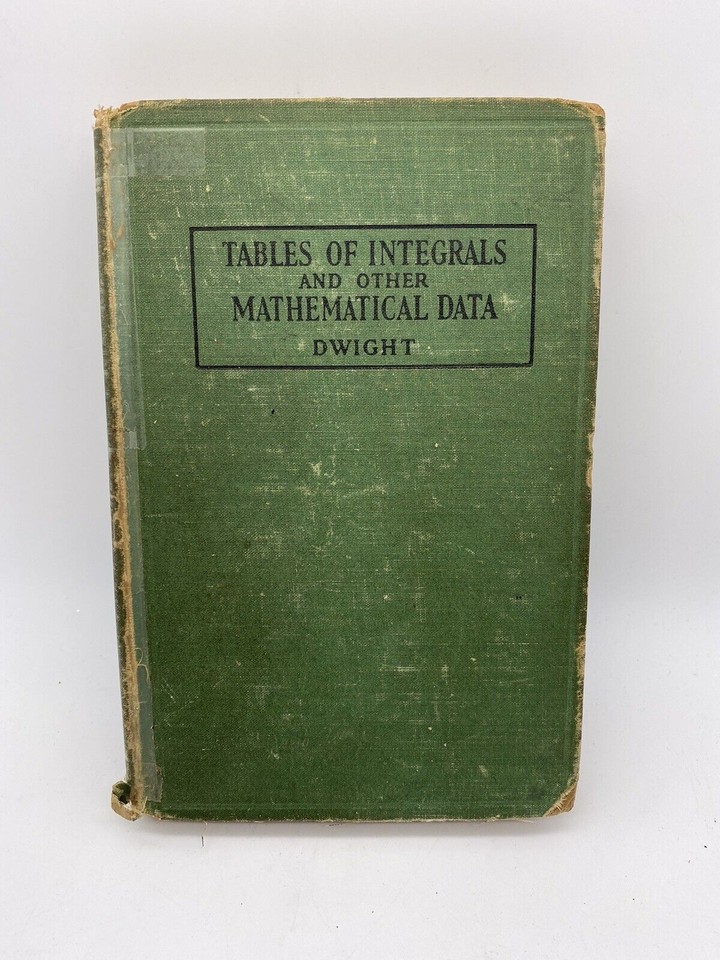 TABLES OF INTEGRALS
AND OTHER
MATHEMATICAL DATA
DWIGHT